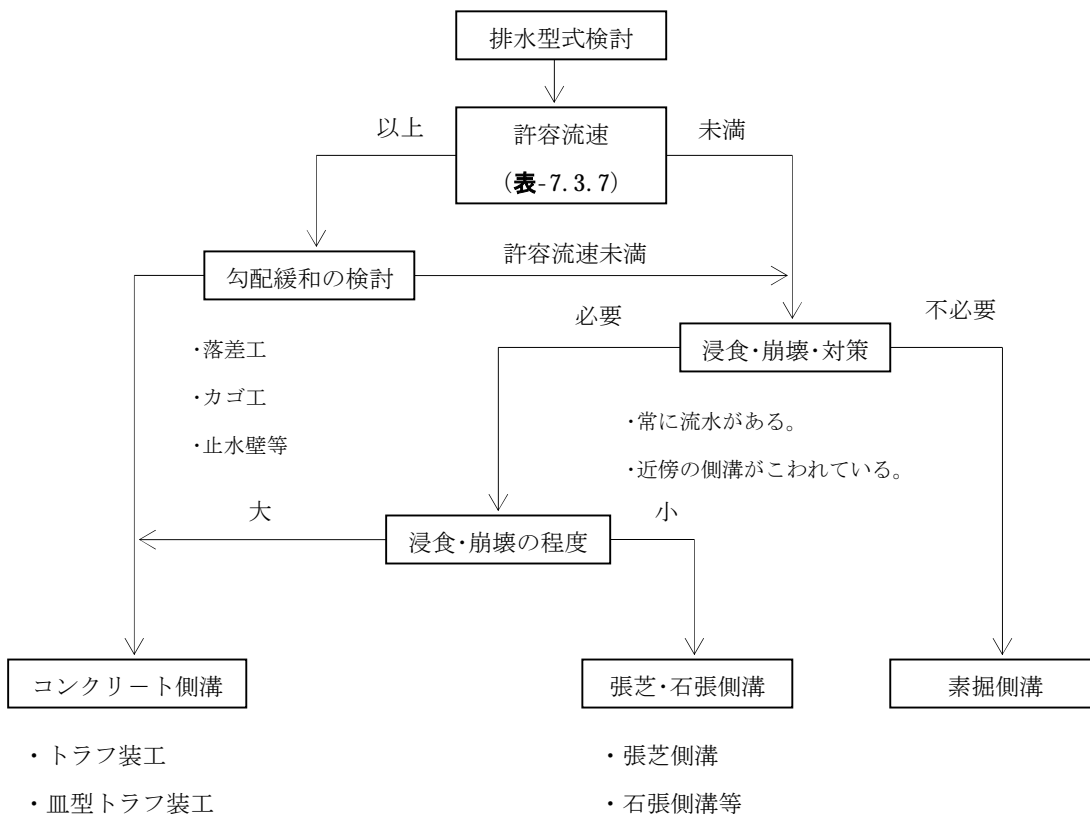 排水型式検討
以上
許容流速
未満
(表-7.3.7)
勾配緩和の検討
許容流速未満
必要
不必要
・落差工
浸食・崩壊・対策
・カゴ工
・常に流水がある。
・止水壁等
・近傍の側溝がこわれている。
大
浸食・崩壊の程度
小
コンクリート側溝
張芝・石張側溝
素掘側溝
・トラフ装工
・張芝側溝
・皿型トラフ装工
・石張側溝等